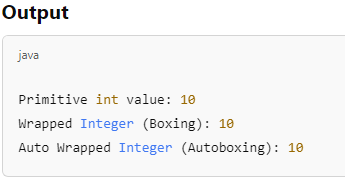 Output
java
Primitive int value: 10
Wrapped Integer (Boxing): 10
Auto Wrapped Integer (Autoboxing): 10